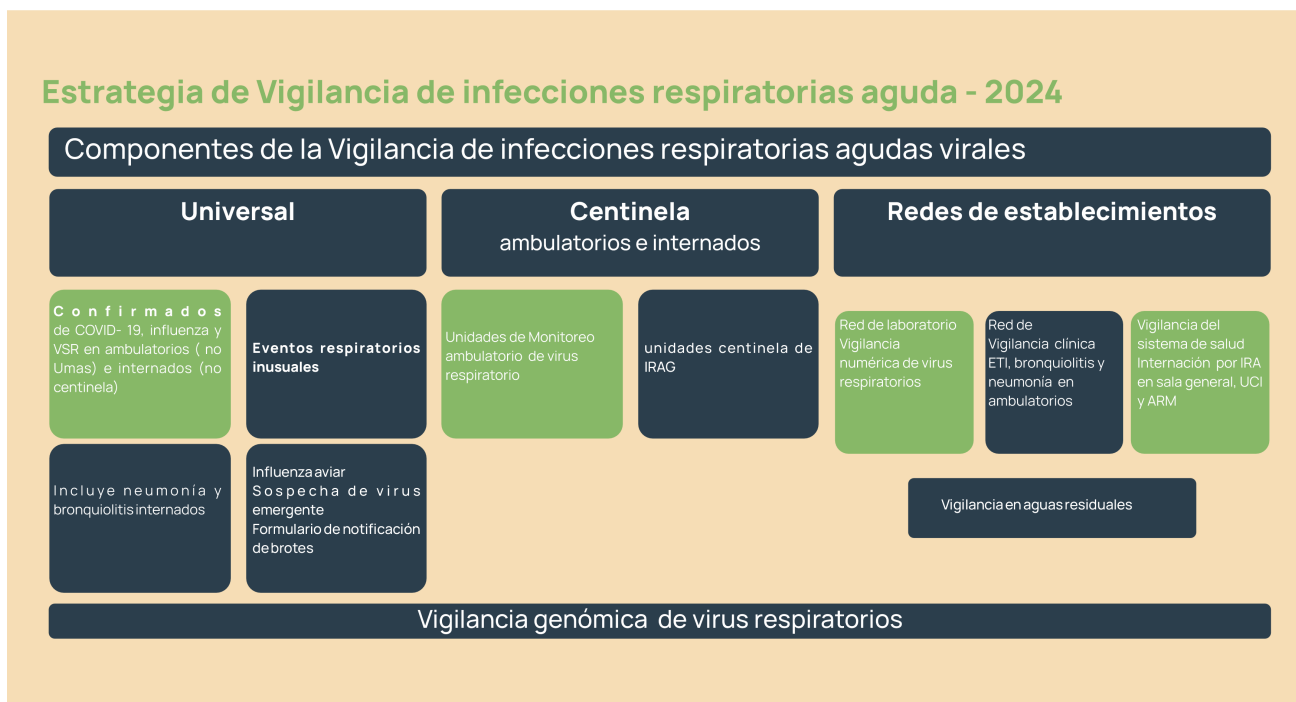 Estrategia de Vigilancia de infecciones respiratorias aguda - 2024
Componentes de la Vigilancia de infecciones respiratorias agudas virales
Universal
Centinela
ambulatorios e internados
Redes de establecimientos
Confirmados
de COVID- 19, influenza y
VSR en ambulatorios ( no
Umas) e internados (no
centinela)
Eventos respiratorios
inusuales
Unidades de Monitoreo
ambulatorio de virus
respiratorio
unidades centinela de
IRAG
Red de laboratorio
Vigilancia
numérica de virus
respiratorios
Red de
Vigilancia clínica
ETI, bronquiolitis y
neumonía en
ambulatorios
Vigilancia del
sistema de salud
Internación por IRA
en sala general, UCI
y ARM
Incluye neumonía y
bronquiolitis internados
Influenza aviar
Sospecha de virus
emergente
Formulario de notificación
de brotes
Vigilancia en aguas residuales
Vigilancia genómica de virus respiratorios